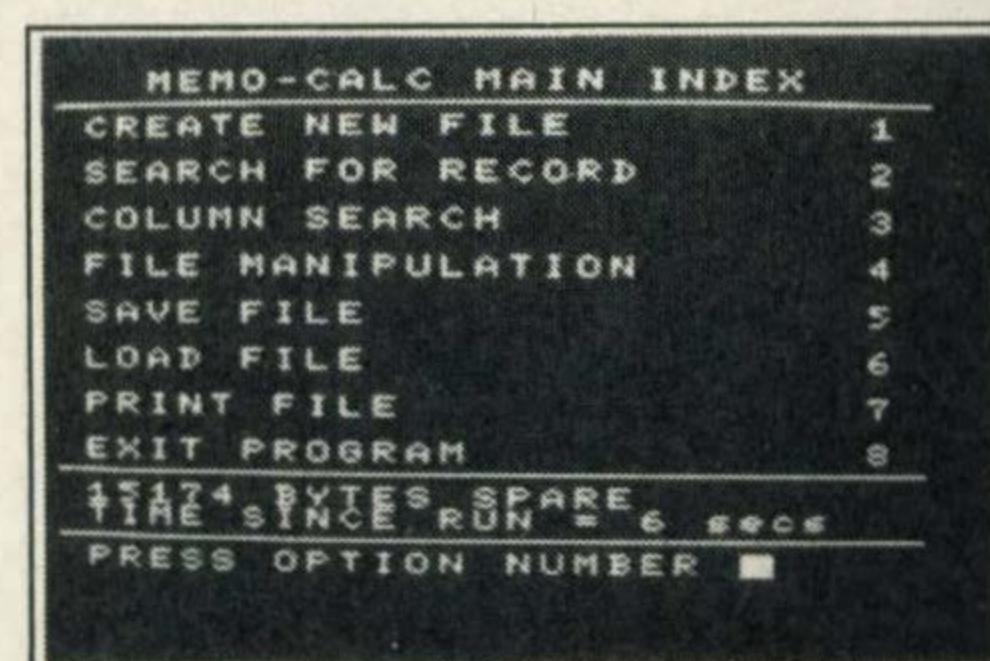 MEMO-CALC MAIN INDEX
CREATE NEW FILE 1
SEARCH FOR RECORD 2
COLUMN SEARCH 3
FILE MANIPULATION 4
SAVE FILE 5
LOAD FILE 6
PRINT FILE 7
EXIT PROGRAM 8
15174 BYTES SPARE
TIME SINCE RUN = 6 secs
PRESS OPTION NUMBER